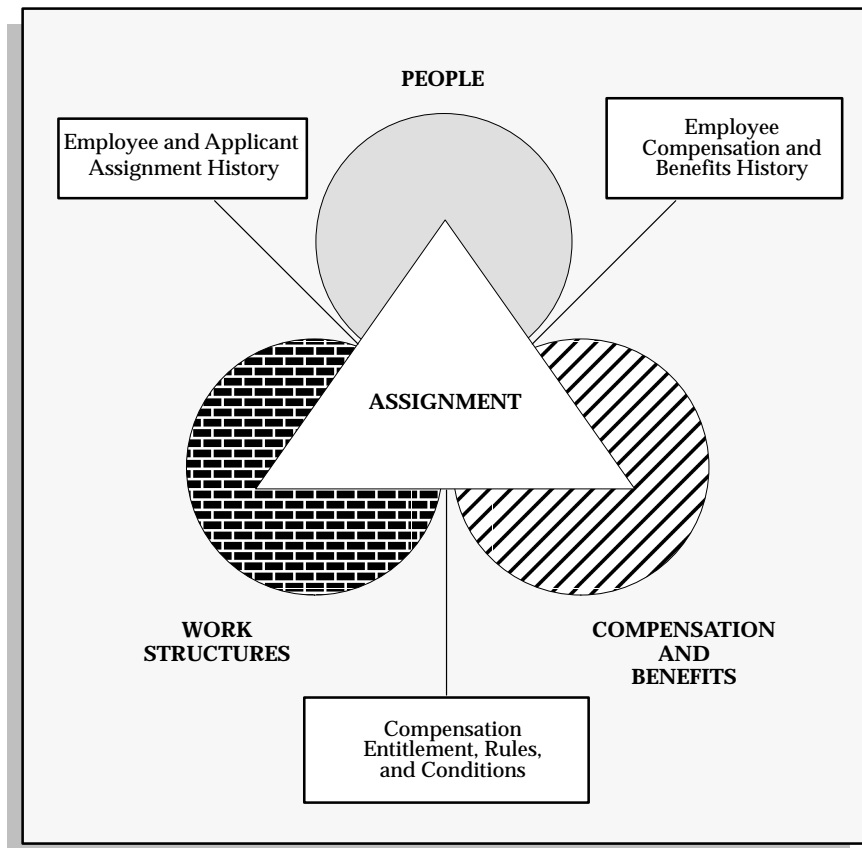 PEOPLE
Employee and Applicant
Assignment History
Employee
Compensation and
Benefits History
ASSIGNMENT
WORK
STRUCTURES
COMPENSATION
AND
BENEFITS
Compensation
Entitlement, Rules,
and Conditions